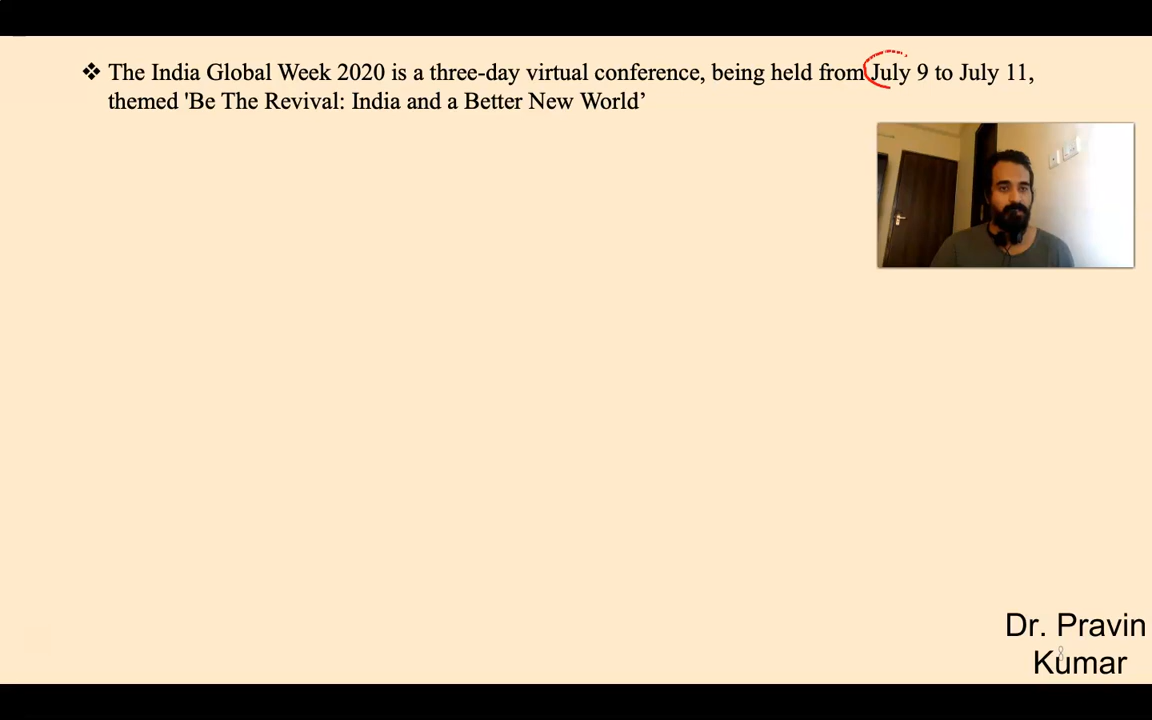 ❖ The India Global Week 2020 is a three-day virtual conference, being held from July 9 to July 11,
themed 'Be The Revival: India and a Better New World’
Dr. Pravin
Kumar